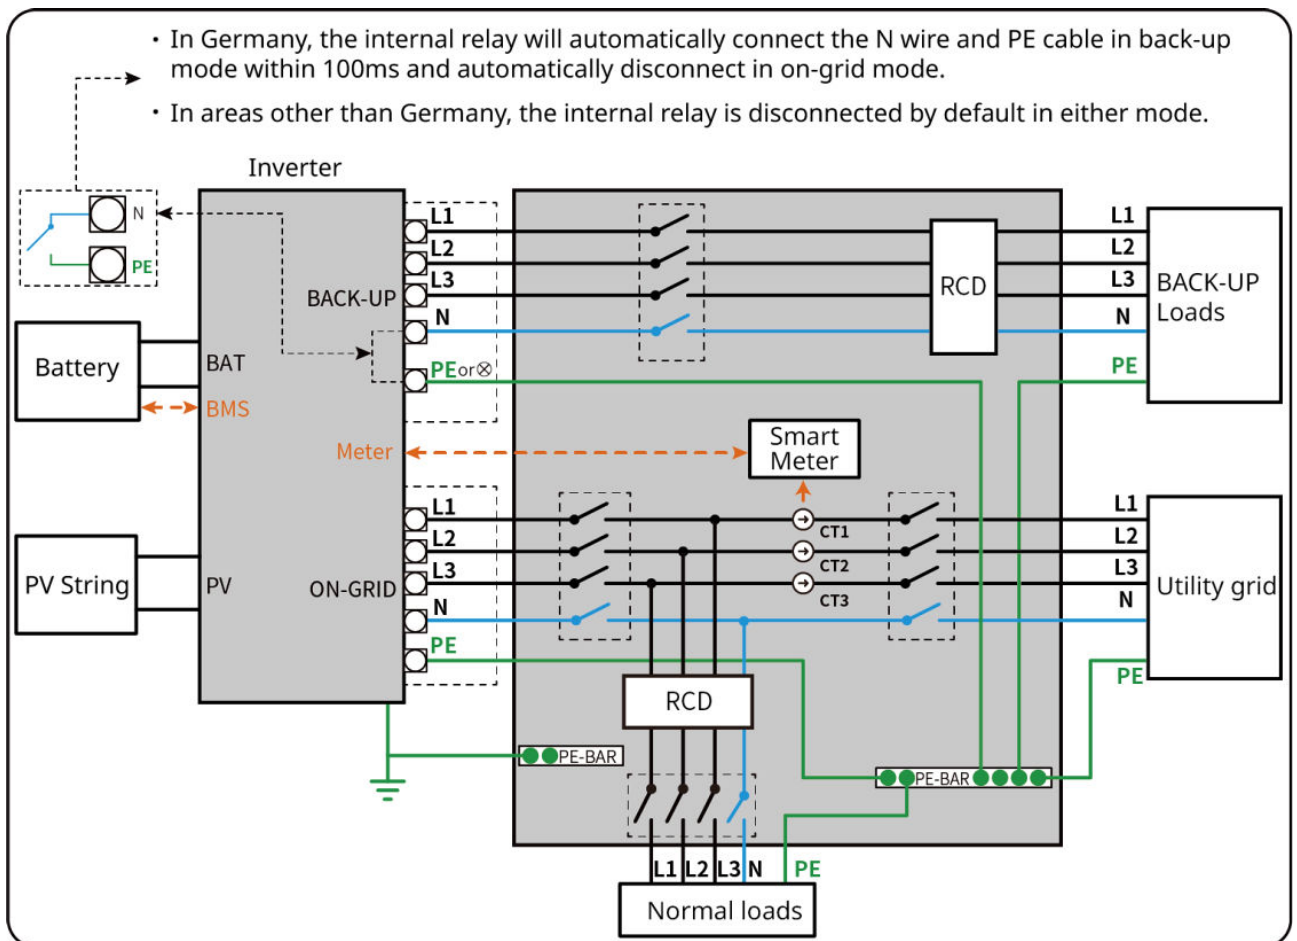 · In Germany, the internal relay will automatically connect the N wire and PE cable in back-up
mode within 100ms and automatically disconnect in on-grid mode.
· In areas other than Germany, the internal relay is disconnected by default in either mode.
Inverter
N
PE
L1
L2
L3
N
PE or⊗
BACK-UP
RCD
L1
L2
L3
N
PE
BACK-UP
Loads
Battery
BAT
BMS
Meter
Smart
Meter
PV String
PV
ON-GRID
L1
L2
L3
N
PE
CT1
CT2
CT3
L1
L2
L3
N
PE
Utility grid
RCD
PE-BAR
PE-BAR
L1
L2
L3
N
PE
Normal loads